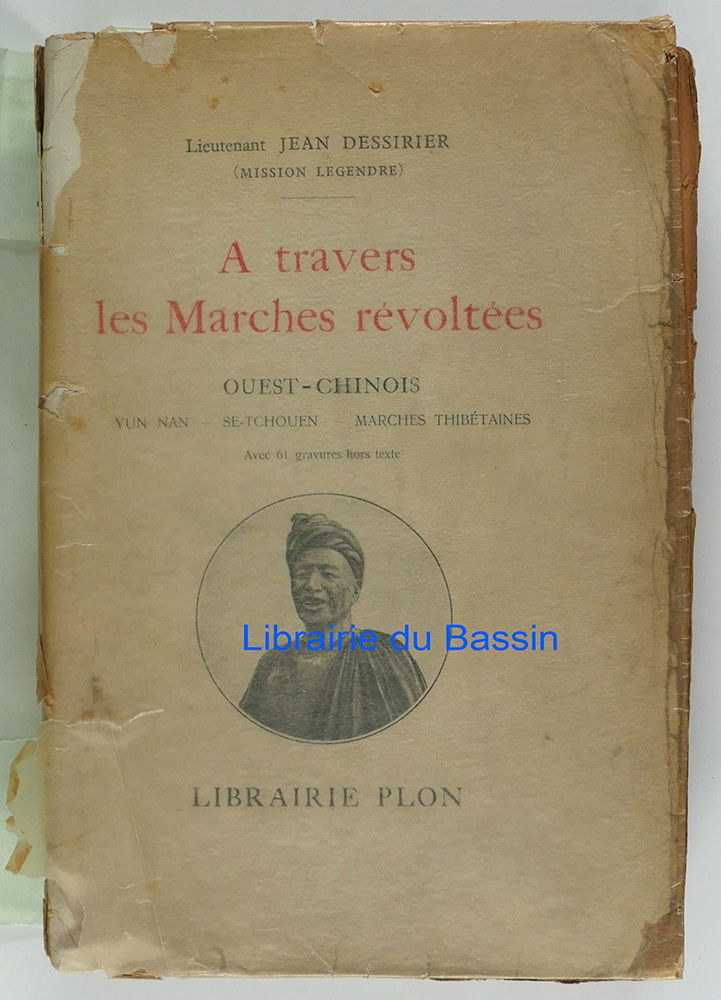 Lieutenant JEAN DESSIRIER
(MISSION LEGENDRE)
A travers
les Marches révoltées
OUEST-CHINOIS
YUN NAN — SE-TCHOUEN — MARCHES THIBÉTAINES
Avec 61 gravures hors texte
Librairie du Bassin
LIBRAIRIE PLON